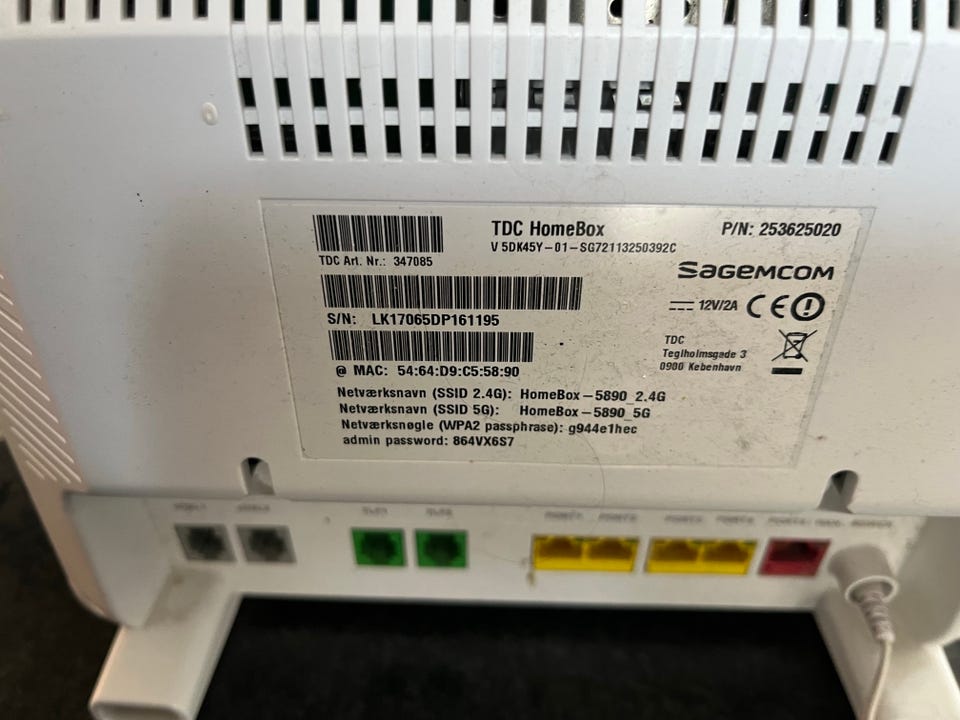 TDC HomeBox
V 5DK45Y-01-SG72113250392C
P/N: 253625020
TDC Art. Nr.: 347085
SAGEMCOM
12V/2A CE
S/N: LK17065DP161195
TDC
Teglholmsgade 3
0900 København
@ MAC: 54:64:D9:C5:58:90
Netværksnavn (SSID 2.4G): HomeBox-5890_2.4G
Netværksnavn (SSID 5G): HomeBox-5890_5G
Netværksnøgle (WPA2 passphrase): g944e1hec
admin password: 864VX6S7